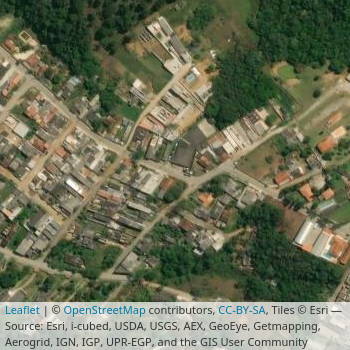 Leaflet | © OpenStreetMap contributors, CC-BY-SA, Tiles © Esri —
Source: Esri, i-cubed, USDA, USGS, AEX, GeoEye, Getmapping,
Aerogrid, IGN, IGP, UPR-EGP, and the GIS User Community